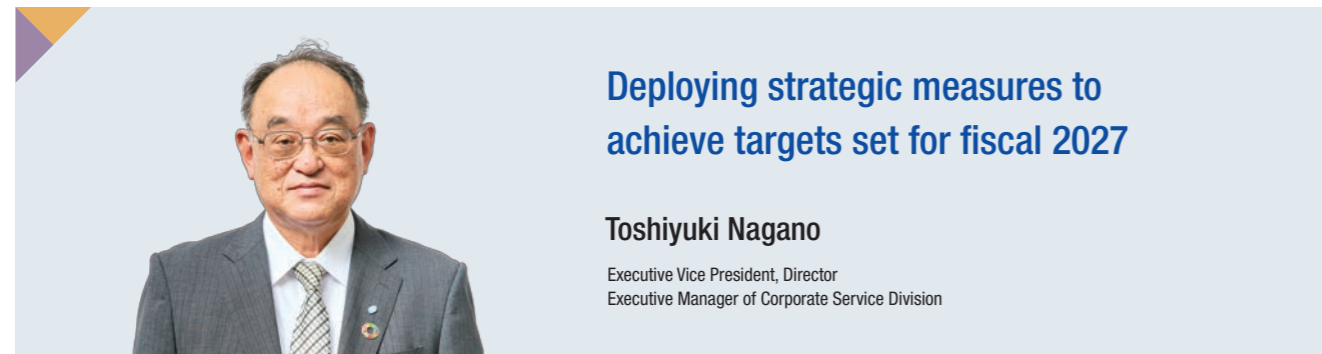 Deploying strategic measures to
achieve targets set for fiscal 2027
Toshiyuki Nagano
Executive Vice President, Director
Executive Manager of Corporate Service Division